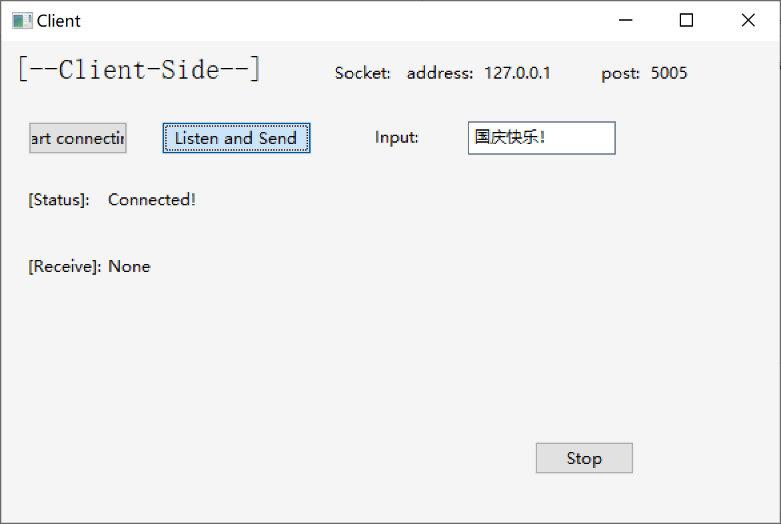 Client
[--Client-Side--]
Socket: address: 127.0.0.1 post: 5005
art connectin Listen and Send Input: 国庆快乐!
[Status]: Connected!
[Receive]: None
Stop